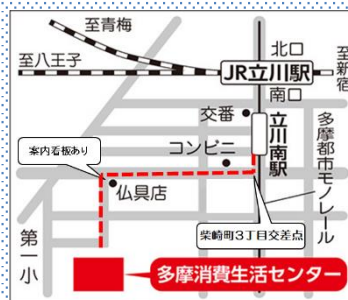 至青梅
至八王子
北口
JR立川駅
至新宿
南口
交番
立川南駅
多摩都市モノレール
コンビニ
案内看板あり
仏具店
柴崎町3丁目交差点
第一小
多摩消費生活センター